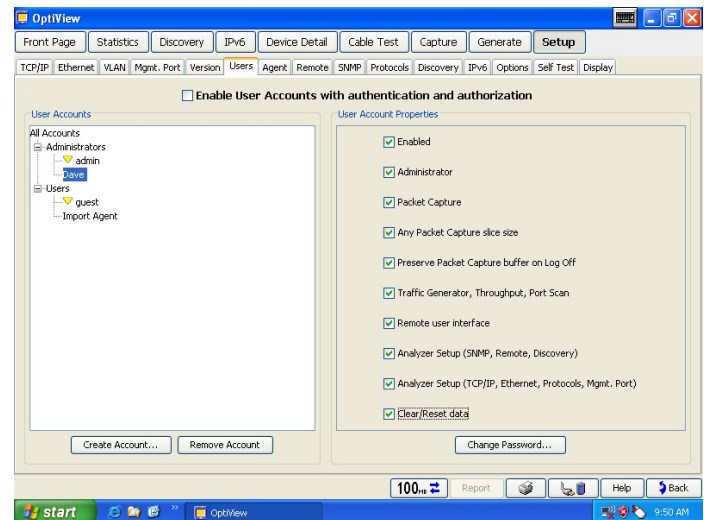 OptiView
Front Page Statistics Discovery IPv6 Device Detail Cable Test Capture Generate Setup
TCP/IP Ethernet VLAN Mgmt. Port Version Users Agent Remote SNMP Protocols Discovery IPv6 Options Self Test Display
Enable User Accounts with authentication and authorization
User Accounts
All Accounts
Administrators
admin
Dave
Users
guest
Import Agent
Create Account... Remove Account
User Account Properties
Enabled
Administrator
Packet Capture
Any Packet Capture slice size
Preserve Packet Capture buffer on Log Off
Traffic Generator, Throughput, Port Scan
Remote user interface
Analyzer Setup (SNMP, Remote, Discovery)
Analyzer Setup (TCP/IP, Ethernet, Protocols, Mgmt. Port)
Clear/Reset data
Change Password...
100 Report Help Back
start OptiView 9:50 AM